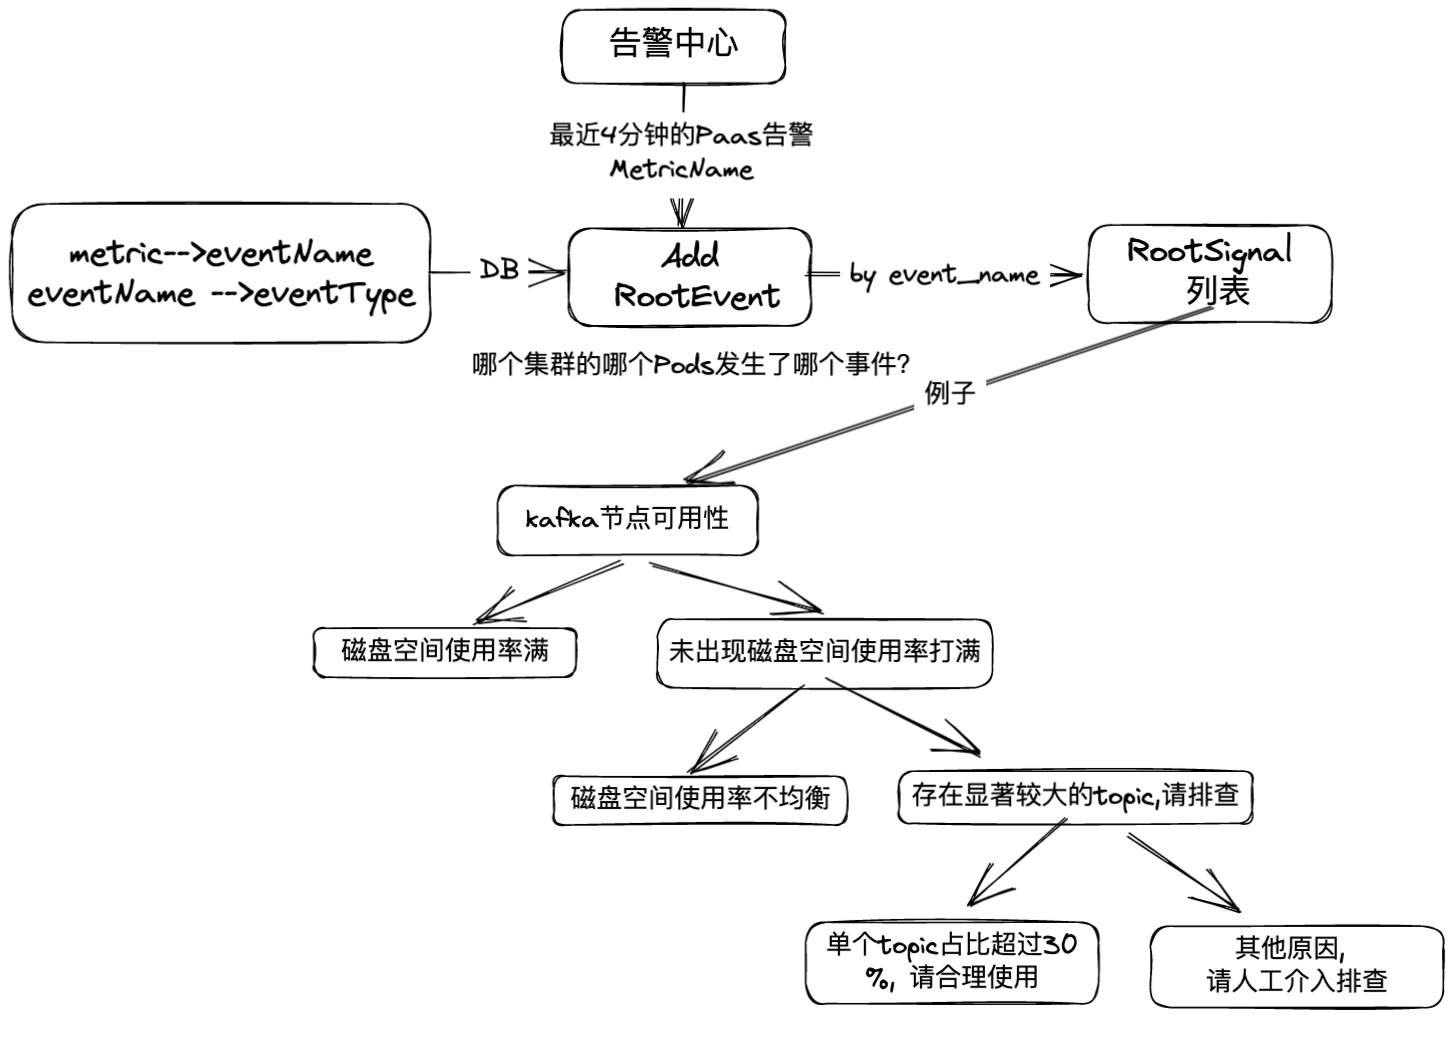 告警中心
最近4分钟的Paas告警
MetricName
metric-->eventName
eventName -->eventType
DB
Add
RootEvent
by event_name
RootSignal
列表
哪个集群的哪个Pods发生了哪个事件?
例子
kafka节点可用性
磁盘空间使用率满
未出现磁盘空间使用率打满
磁盘空间使用率不均衡
存在显著较大的topic,请排查
单个topic占比超过30
%，请合理使用
其他原因,
请人工介入排查